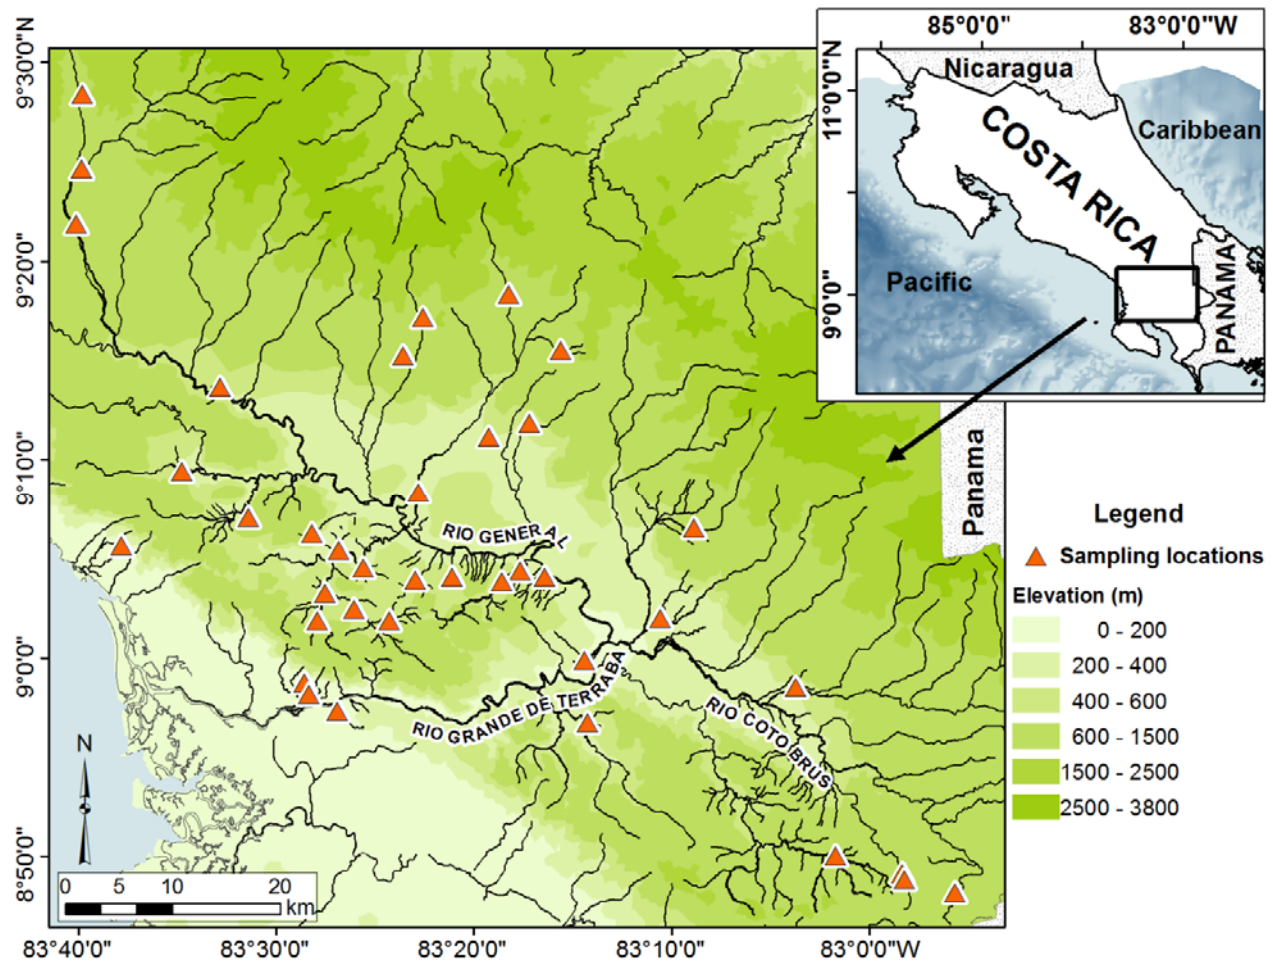 85°0'0"
83°0'0"W
11°0'0"N
9°0'0"
Nicaragua
Caribbean
COSTA RICA
Pacific
PANAMA
9°30'0"N
9°20'0"
9°10'0"
9°0'0"
8°50'0"
RIO GENERAL
RIO GRANDE DE TERRABA
RIO COTO BRUS
Panama
Legend
Sampling locations
Elevation (m)
0 - 200
200 - 400
400 - 600
600 - 1500
1500 - 2500
2500 - 3800
N
0 5 10 20
km
83°40'0"
83°30'0"
83°20'0"
83°10'0"
83°0'0"W